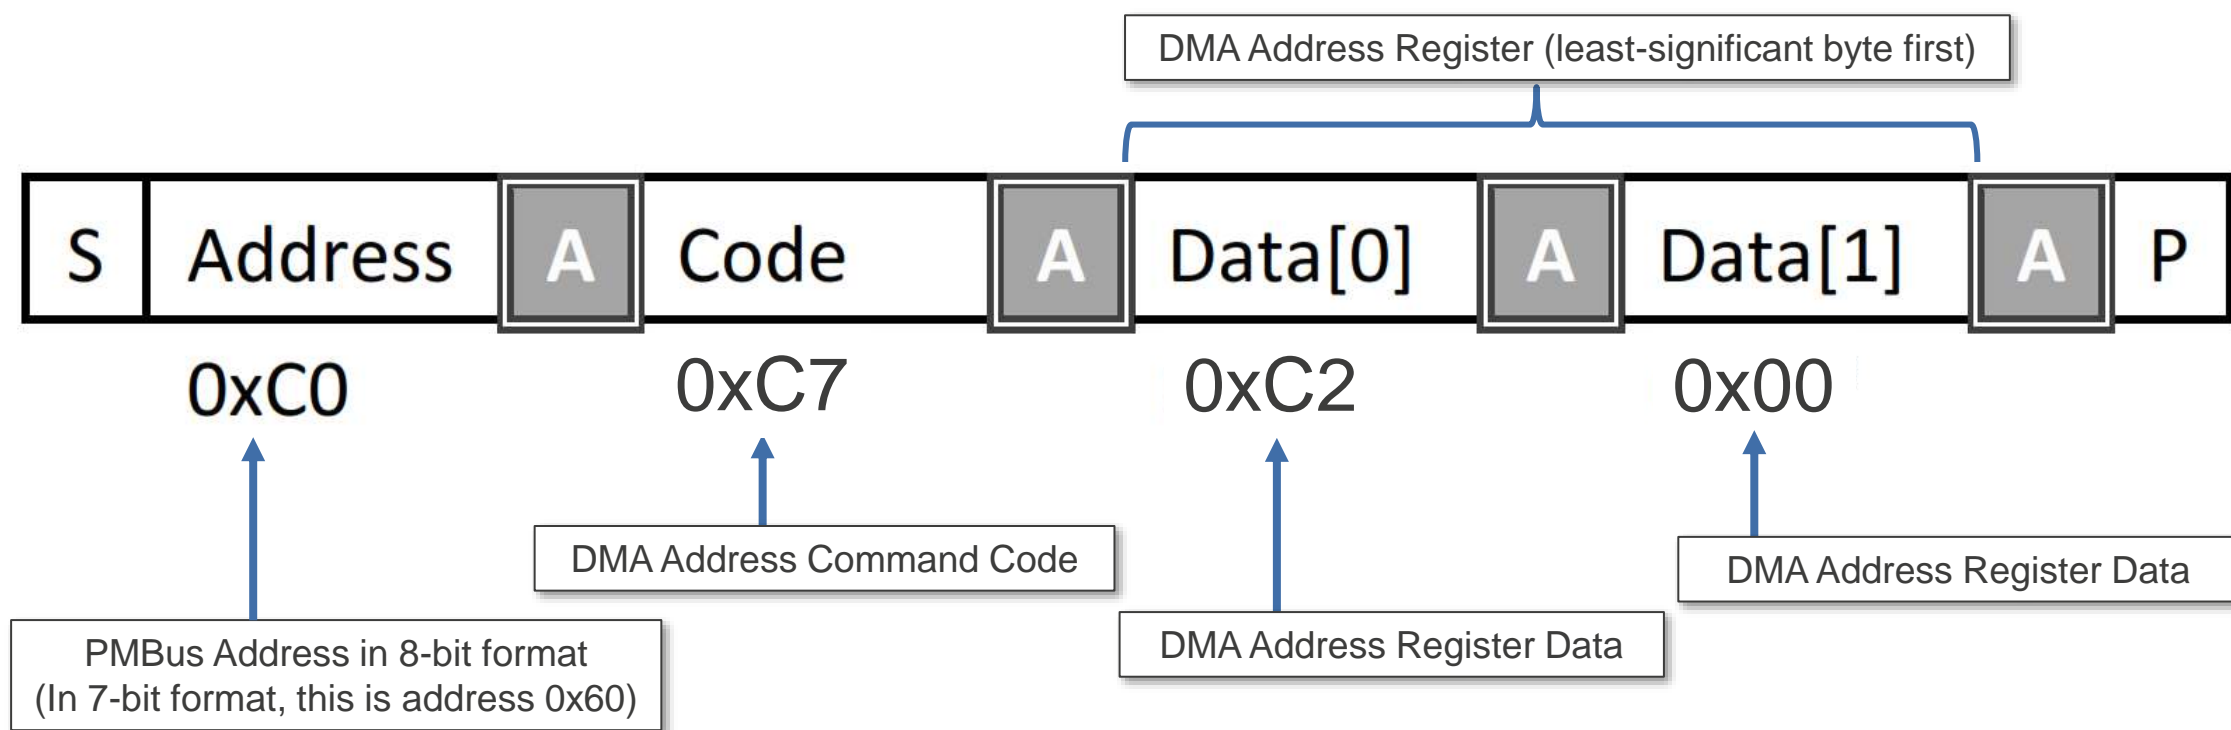 DMA Address Register (least-significant byte first)
S Address A Code A Data[0] A Data[1] A P
0xC0 0xC7 0xC2 0x00
DMA Address Command Code
DMA Address Register Data
PMBus Address in 8-bit format
(In 7-bit format, this is address 0x60)
DMA Address Register Data